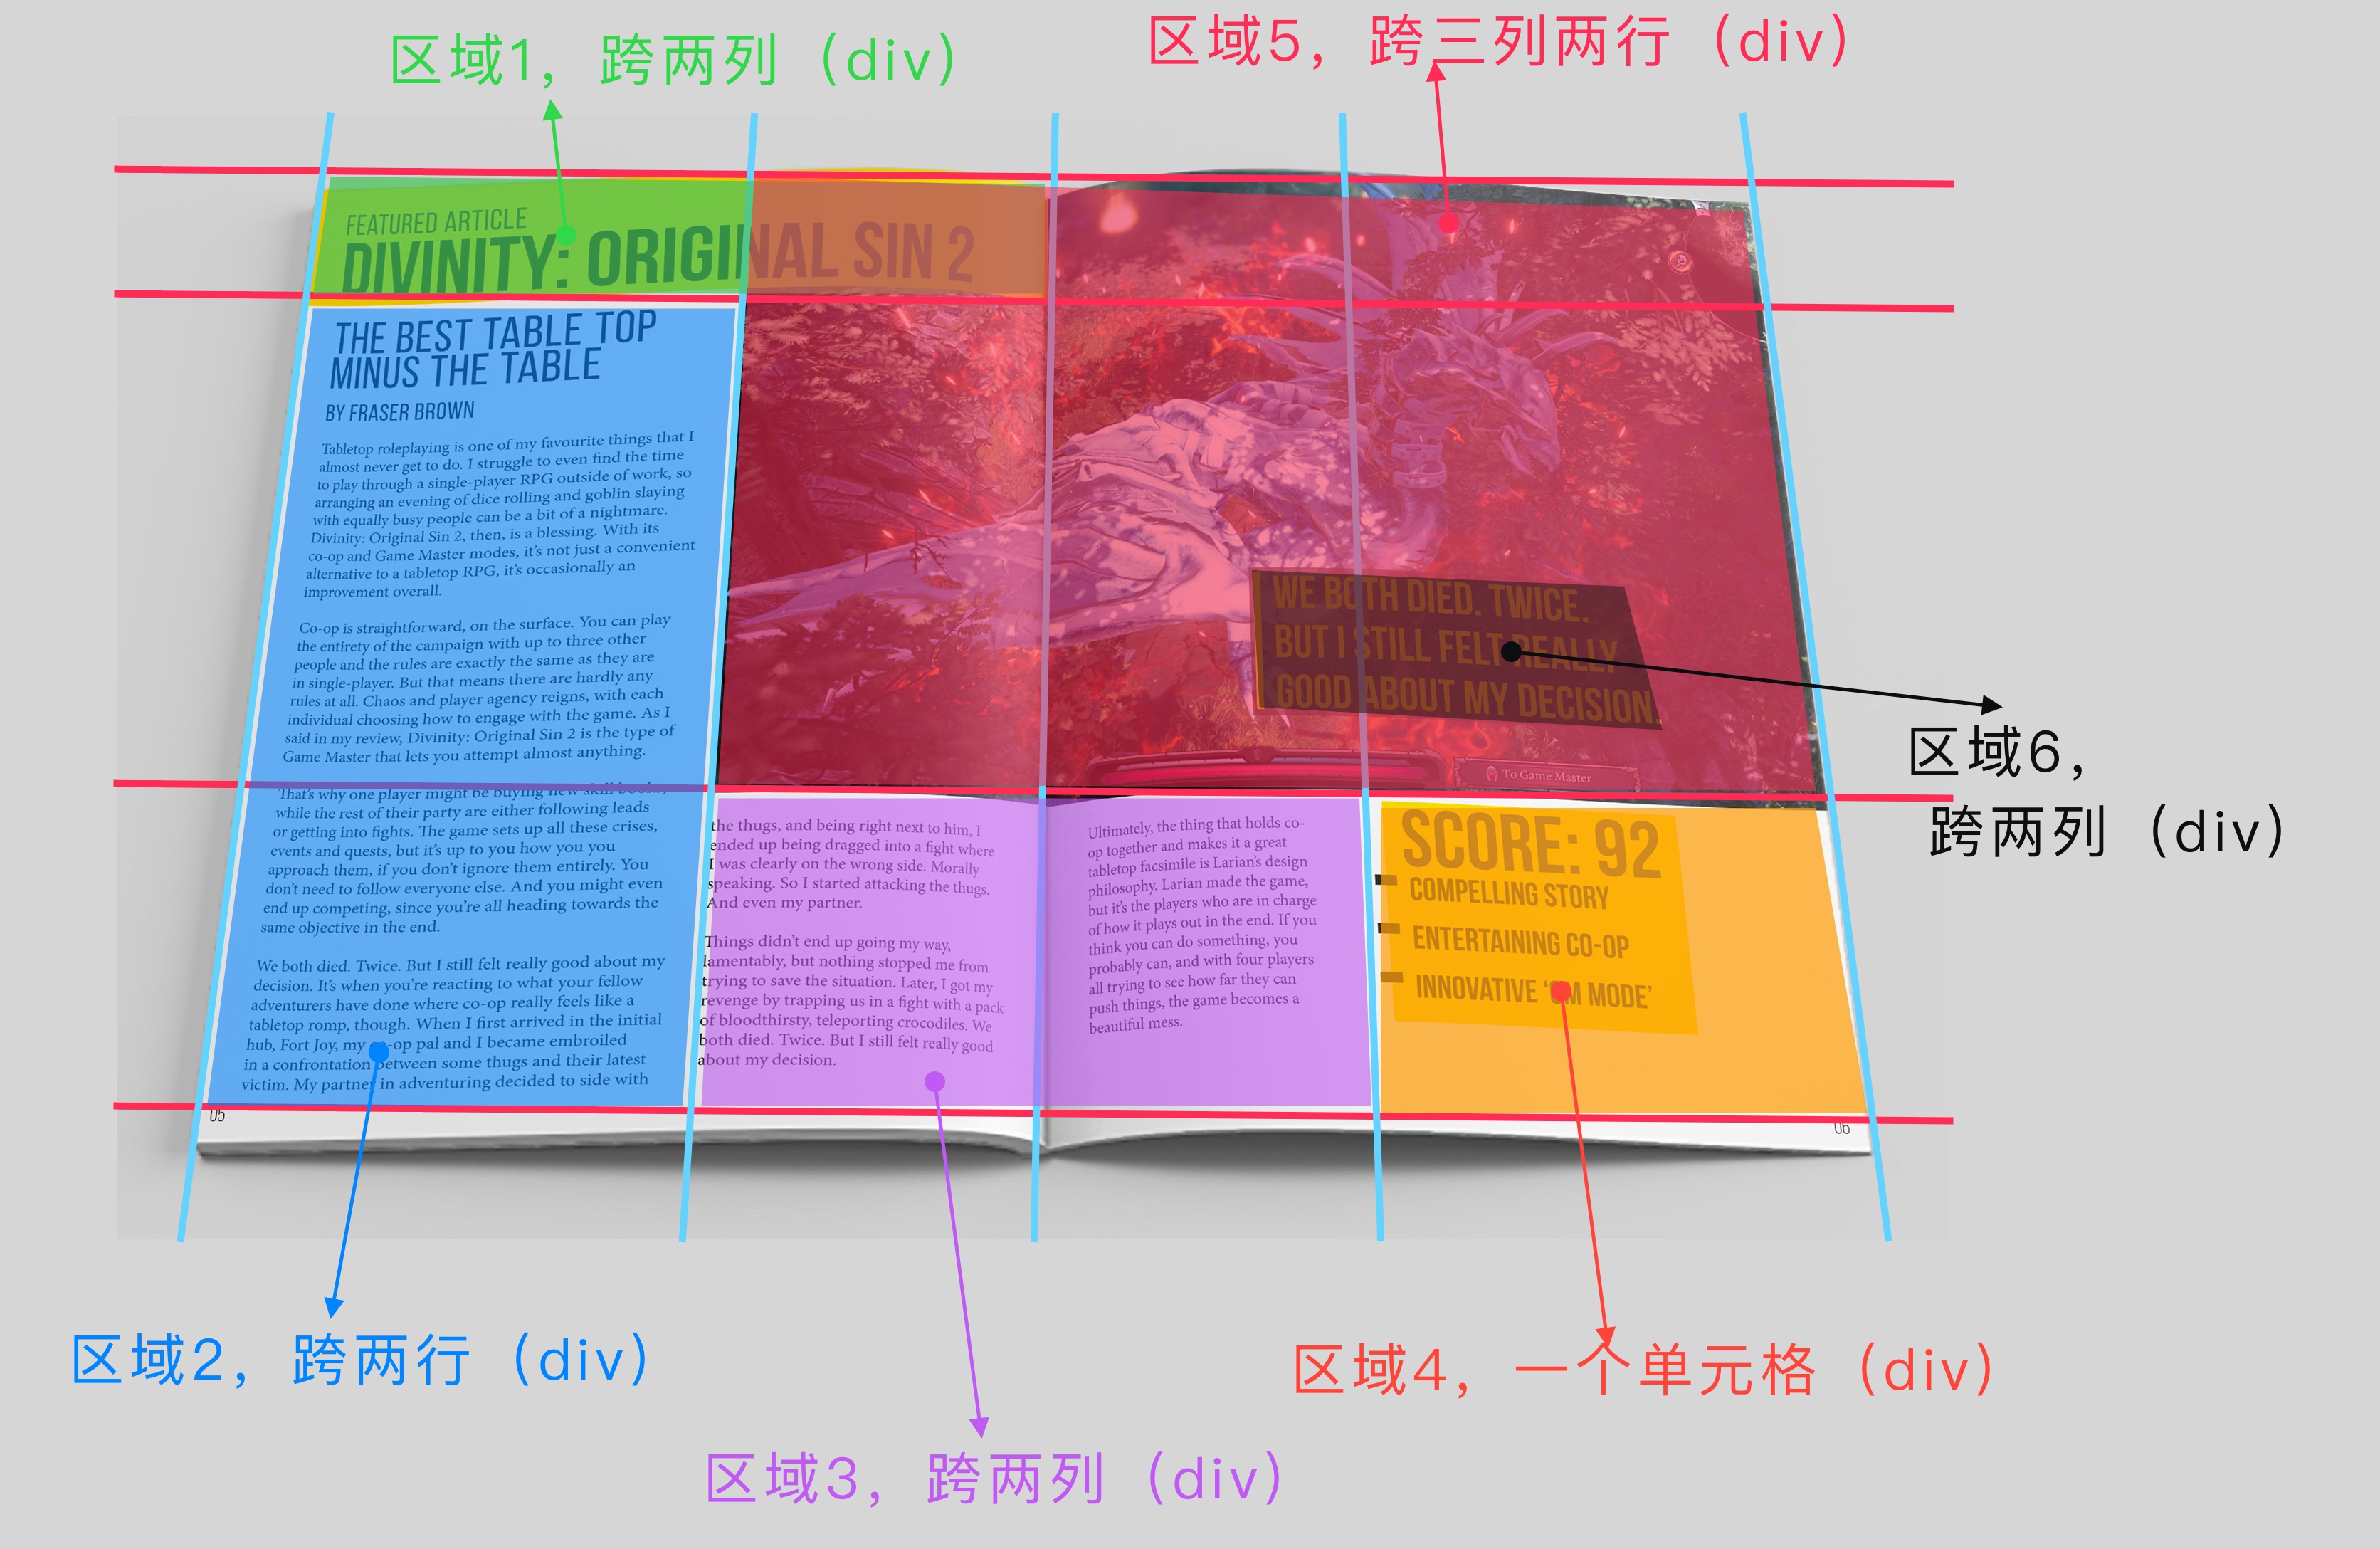 区域1，跨两列（div）
区域5，跨三列两行（div）
FEATURED ARTICLE
DIVINITY: ORIGINAL SIN 2
THE BEST TABLE TOP
MINUS THE TABLE
BY FRASER BROWN
Tabletop roleplaying is one of my favourite things that I
almost never get to do. I struggle to even find the time
to play through a single-player RPG outside of work, so
arranging an evening of dice rolling and goblin slaying
with equally busy people can be a bit of a nightmare.
Divinity: Original Sin 2, then, is a blessing. With its
co-op and Game Master modes, it's not just a convenient
alternative to a tabletop RPG, it's occasionally an
improvement overall.
Co-op is straightforward, on the surface. You can play
the entirety of the campaign with up to three other
people and the rules are exactly the same as they are
in single-player. But that means there are hardly any
rules at all. Chaos and player agency reigns, with each
individual choosing how to engage with the game. As I
said in my review, Divinity: Original Sin 2 is the type of
Game Master that lets you attempt almost anything.
That's why one player might be buying new skill books,
while the rest of their party are either following leads
or getting into fights. The game sets up all these crises,
events and quests, but it's up to you how you you
approach them, if you don't ignore them entirely. You
don't need to follow everyone else. And you might even
end up competing, since you're all heading towards the
same objective in the end.
We both died. Twice. But I still felt really good about my
decision. It's when you're reacting to what your fellow
adventurers have done where co-op really feels like a
tabletop romp, though. When I first arrived in the initial
hub, Fort Joy, my co-op pal and I became embroiled
in a confrontation between some thugs and their latest
victim. My partner in adventuring decided to side with
05
the thugs, and being right next to him, I
ended up being dragged into a fight where
I was clearly on the wrong side. Morally
speaking. So I started attacking the thugs.
And even my partner.
Things didn't end up going my way,
lamentably, but nothing stopped me from
trying to save the situation. Later, I got my
revenge by trapping us in a fight with a pack
of bloodthirsty, teleporting crocodiles. We
both died. Twice. But I still felt really good
about my decision.
WE BOTH DIED. TWICE.
BUT I STILL FELT REALLY
GOOD ABOUT MY DECISION.
To Game Master
Ultimately, the thing that holds co-
op together and makes it a great
tabletop facsimile is Larian's design
philosophy. Larian made the game,
but it's the players who are in charge
of how it plays out in the end. If you
think you can do something, you
probably can, and with four players
all trying to see how far they can
push things, the game becomes a
beautiful mess.
SCORE: 92
COMPELLING STORY
ENTERTAINING CO-OP
INNOVATIVE 'GM MODE'
06
区域6，
跨两列（div）
区域2，跨两行（div）
区域4，一个单元格（div）
区域3，跨两列（div）